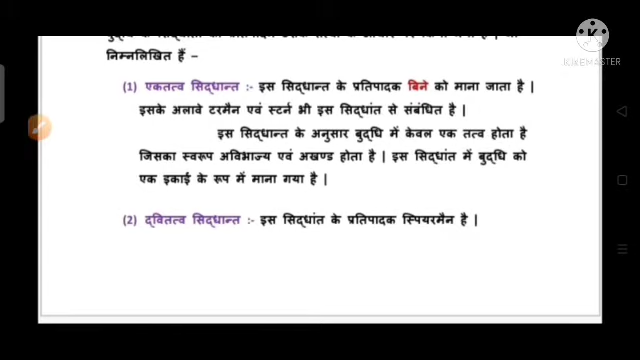 निम्नलिखित हैं –
(1) एकतत्व सिद्धान्त :- इस सिद्धान्त के प्रतिपादक बिने को माना जाता है |
इसके अलावे टरमैन एवं स्टर्न भी इस सिद्धांत से संबंधित है |
इस सिद्धान्त के अनुसार बुद्धि में केवल एक तत्व होता है
जिसका स्वरूप अविभाज्य एवं अखण्ड होता है | इस सिद्धांत में बुद्धि को
एक इकाई के रूप में माना गया है |
(2) द्वितत्व सिद्धान्त :- इस सिद्धांत के प्रतिपादक स्पियरमैन है |